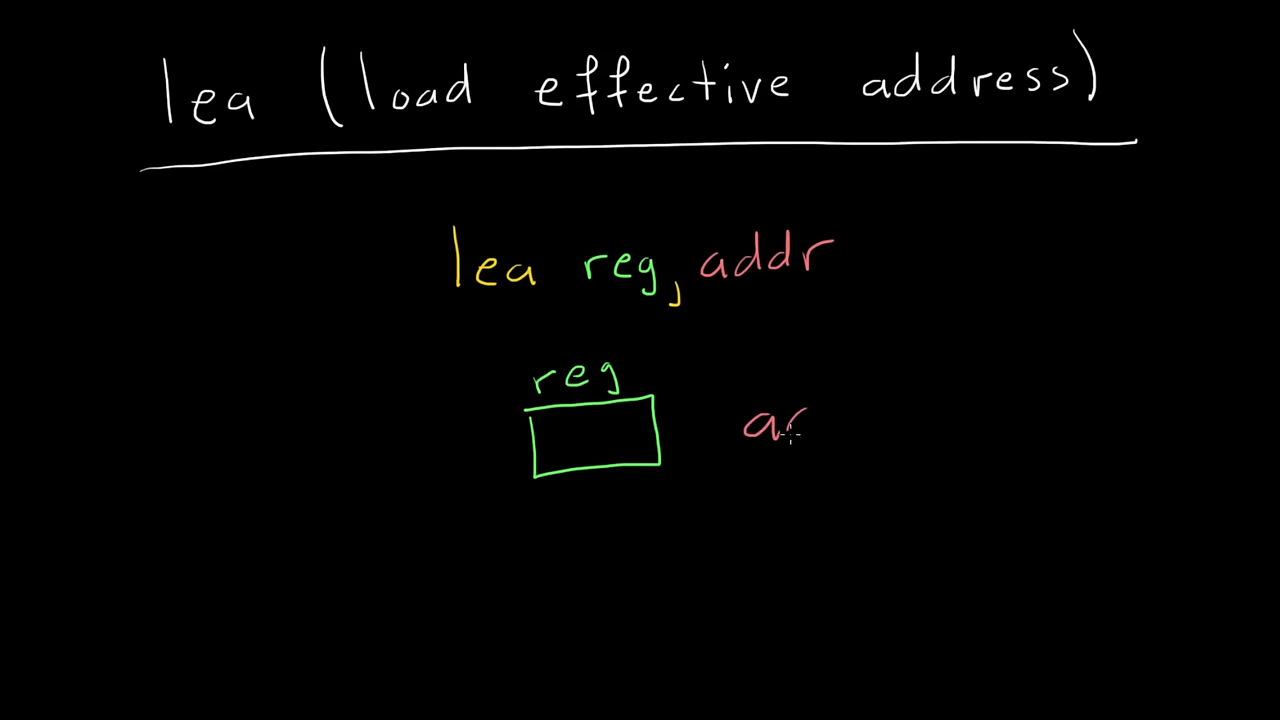 lea (load effective address)
lea reg, addr
reg
a